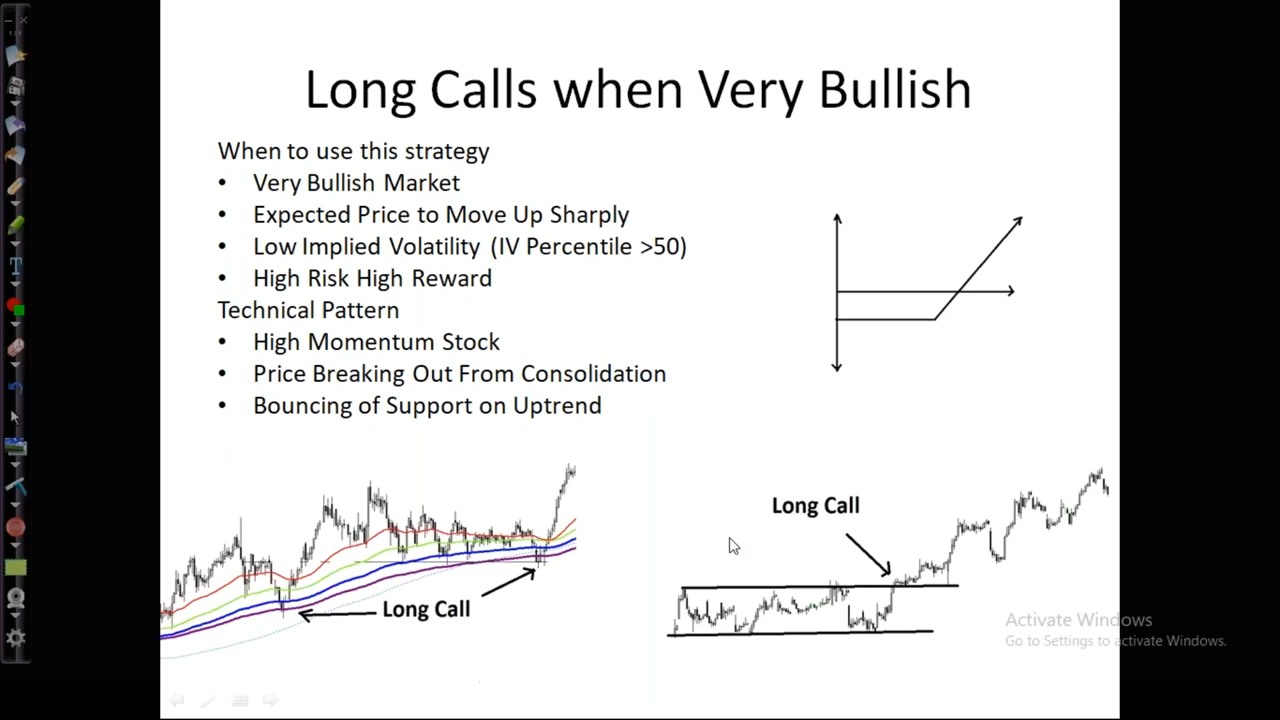 Long Calls when Very Bullish
When to use this strategy
• Very Bullish Market
• Expected Price to Move Up Sharply
• Low Implied Volatility (IV Percentile >50)
• High Risk High Reward
Technical Pattern
• High Momentum Stock
• Price Breaking Out From Consolidation
• Bouncing of Support on Uptrend
Long Call
Long Call
Activate Windows
Go to Settings to activate Windows.